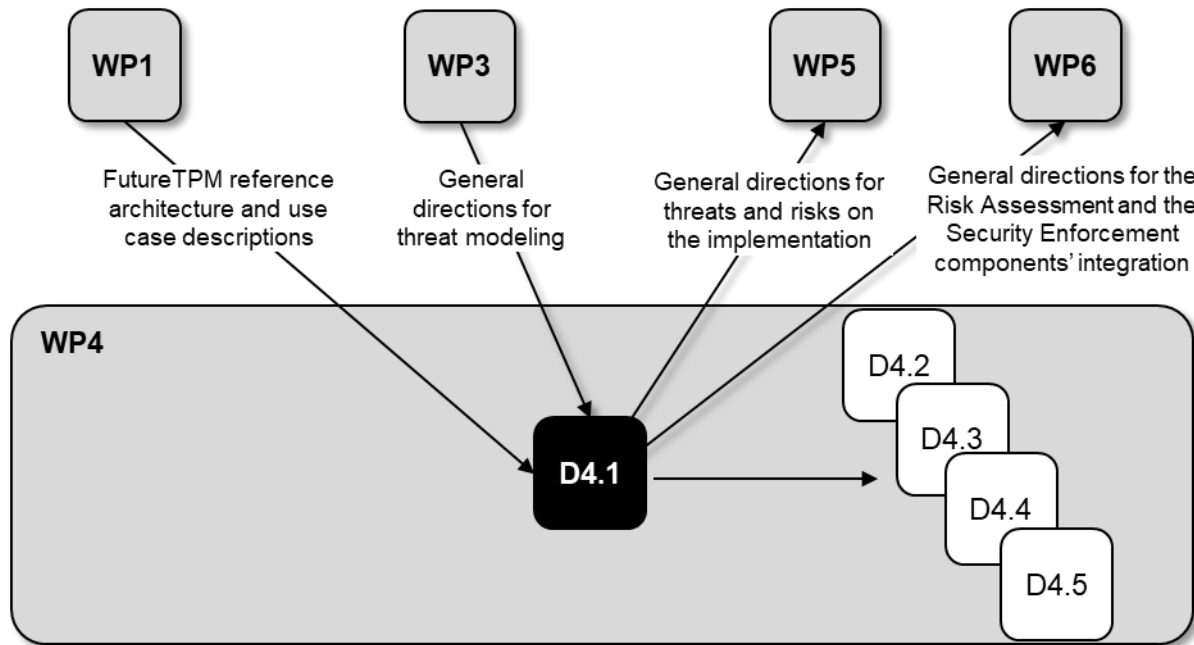 WP1
WP3
WP5
WP6
FutureTPM reference
architecture and use
case descriptions
General
directions for
threat modeling
General directions for
threats and risks on
the implementation
General directions for the
Risk Assessment and the
Security Enforcement
components’ integration
WP4
D4.1
D4.2
D4.3
D4.4
D4.5